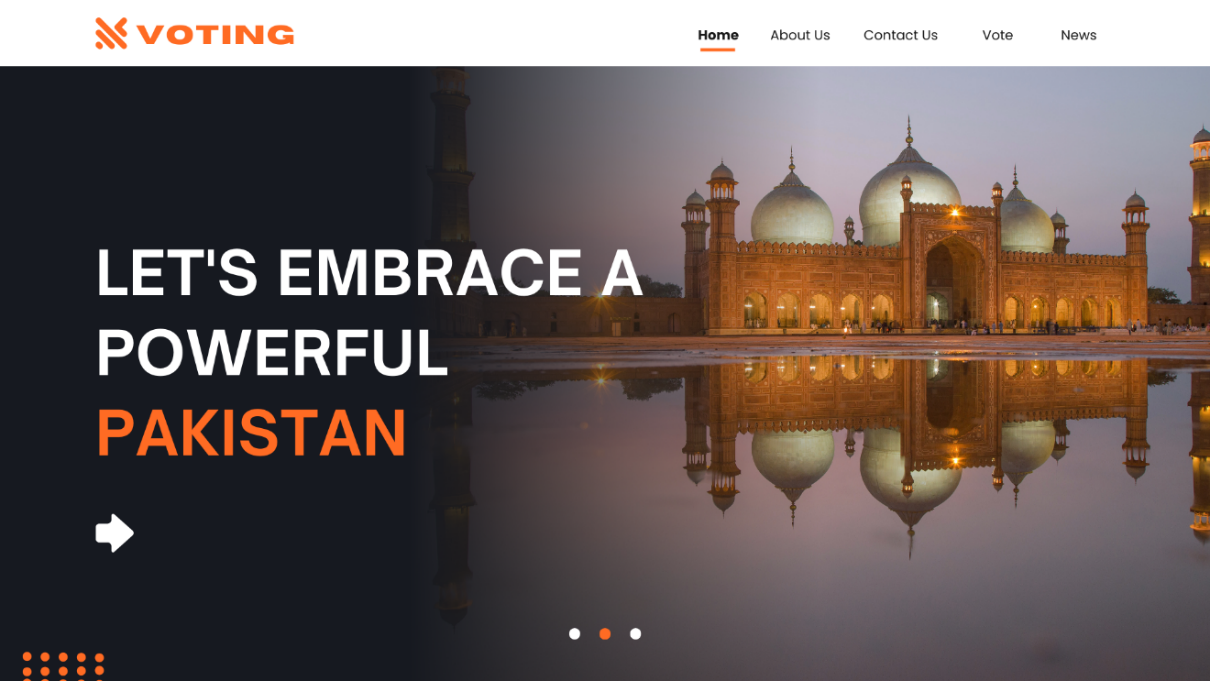 VOTING
Home About Us Contact Us Vote News
LET'S EMBRACE A
POWERFUL
PAKISTAN